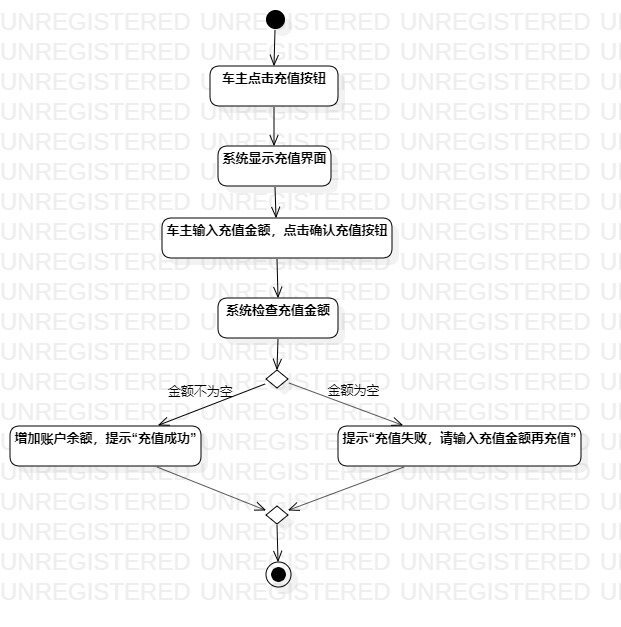 车主点击充值按钮
系统显示充值界面
车主输入充值金额，点击确认充值按钮
系统检查充值金额
金额不为空
金额为空
增加账户余额，提示“充值成功”
提示“充值失败，请输入充值金额再充值”
UNREGISTERED